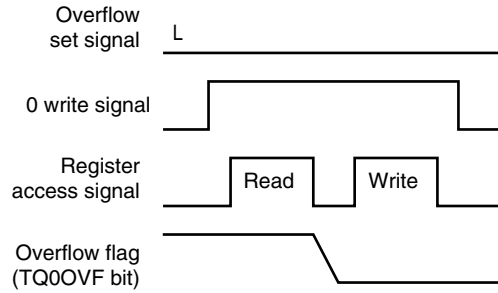 Overflow
set signal
L
0 write signal
Register
access signal
Read
Write
Overflow flag
(TQ0OVF bit)